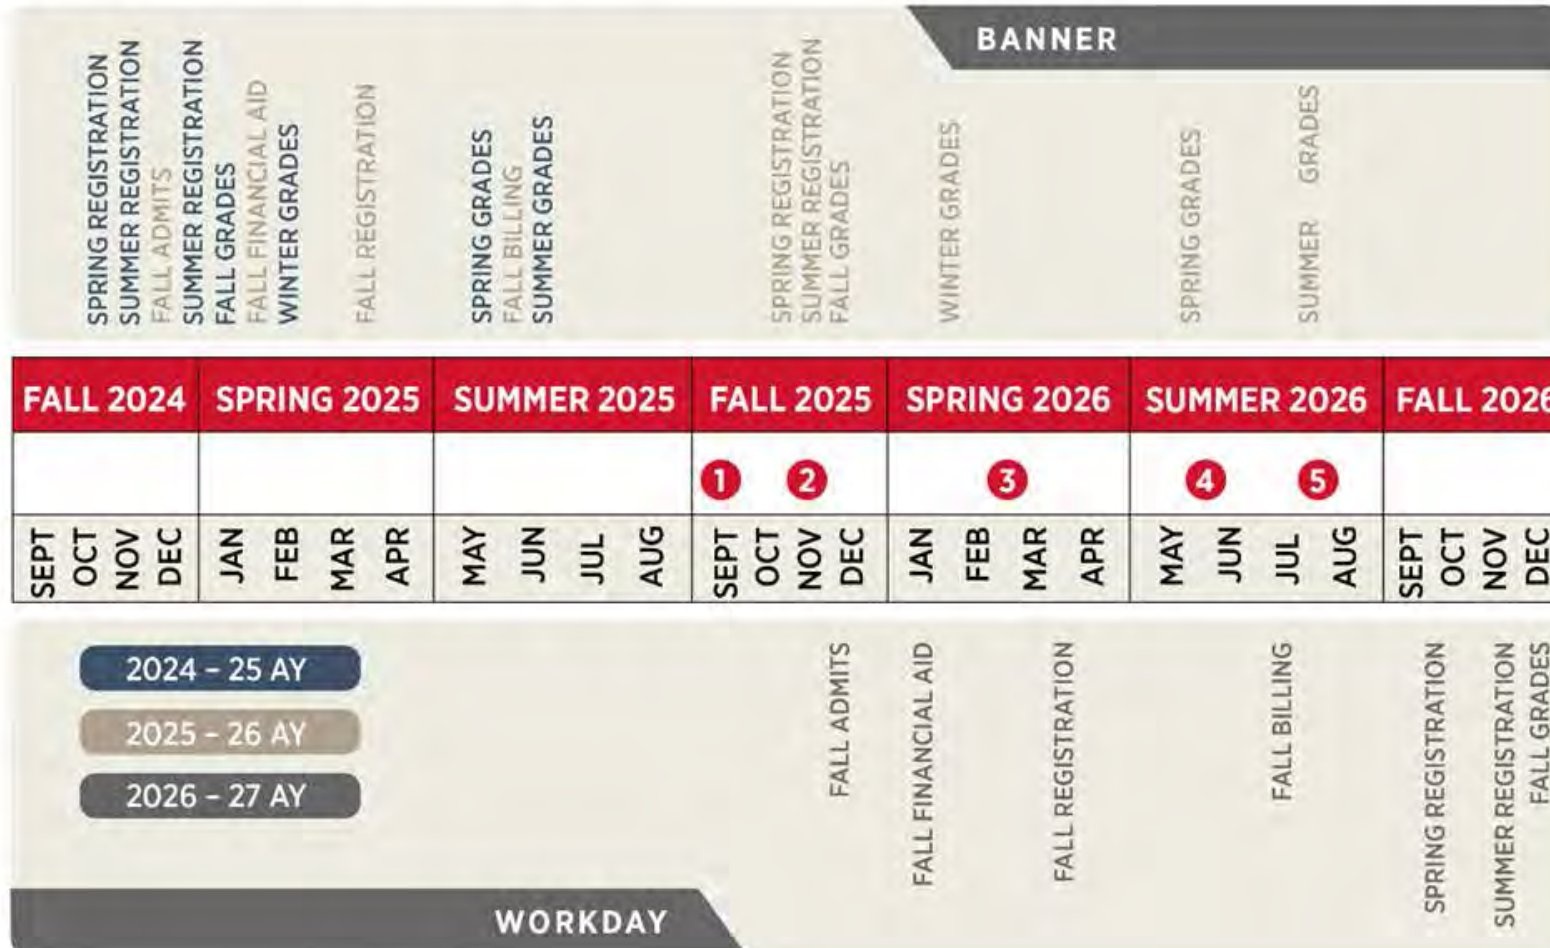 BANNER
SPRING REGISTRATION
SUMMER REGISTRATION
FALL ADMITS
SUMMER REGISTRATION
FALL GRADES
FALL FINANCIAL AID
WINTER GRADES
FALL REGISTRATION
SPRING GRADES
FALL BILLING
SUMMER GRADES
SPRING REGISTRATION
SUMMER REGISTRATION
FALL GRADES
WINTER GRADES
SPRING GRADES
SUMMER GRADES
FALL 2024 SPRING 2025 SUMMER 2025 FALL 2025 SPRING 2026 SUMMER 2026 FALL 2026
1 2 3 4 5
SEPT OCT NOV DEC JAN FEB MAR APR MAY JUN JUL AUG SEPT OCT NOV DEC JAN FEB MAR APR MAY JUN JUL AUG SEPT OCT NOV DEC
2024 – 25 AY
2025 – 26 AY
2026 – 27 AY
FALL ADMITS
FALL FINANCIAL AID
FALL REGISTRATION
FALL BILLING
SPRING REGISTRATION
SUMMER REGISTRATION
FALL GRADES
WORKDAY